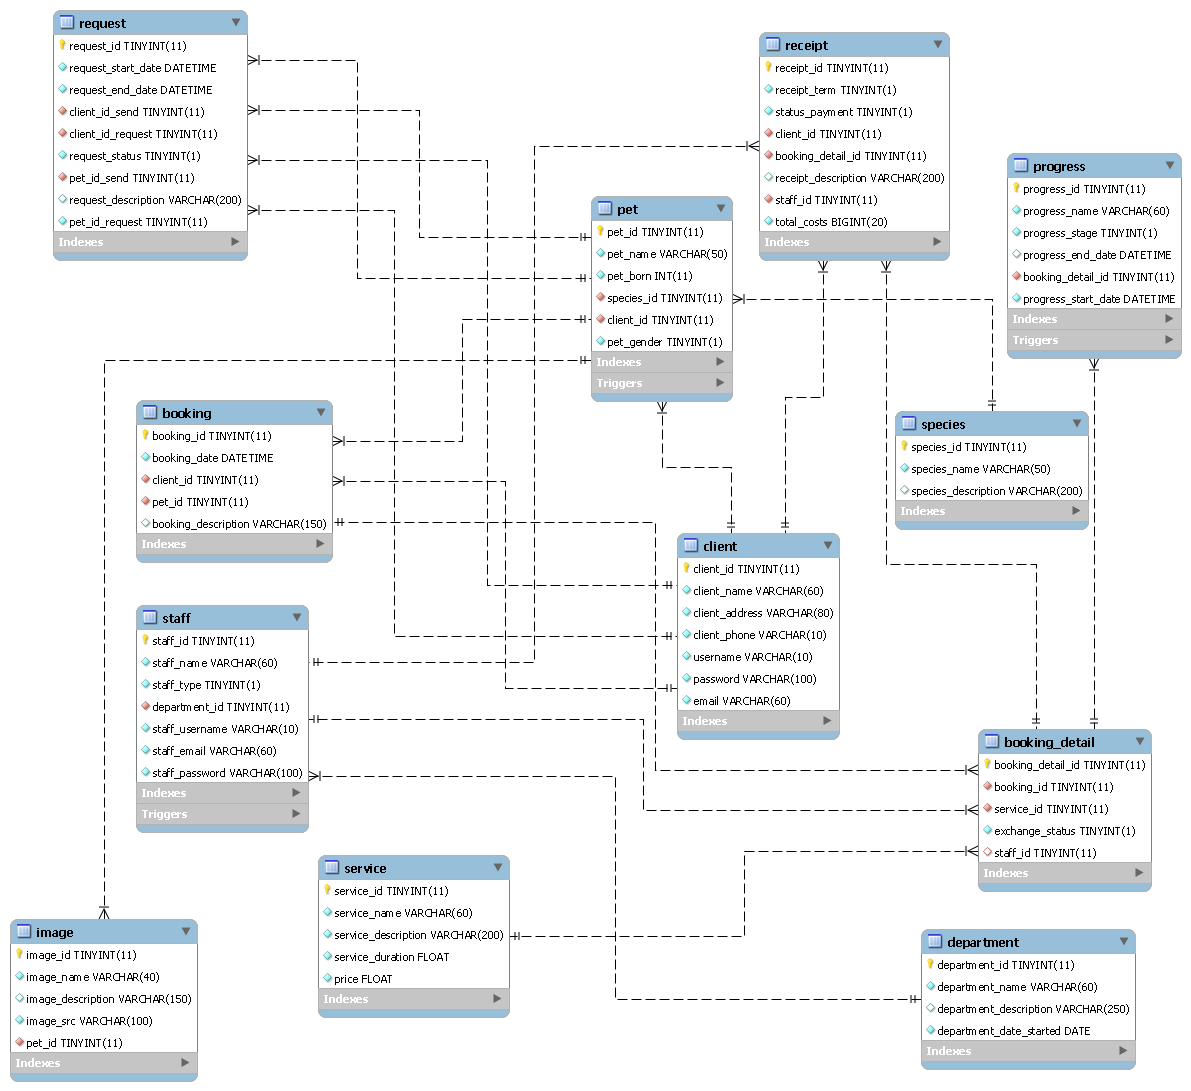 request
request_id TINYINT(11)
request_start_date DATETIME
request_end_date DATETIME
client_id_send TINYINT(11)
client_id_request TINYINT(11)
request_status TINYINT(1)
pet_id_send TINYINT(11)
request_description VARCHAR(200)
pet_id_request TINYINT(11)
Indexes
receipt
receipt_id TINYINT(11)
receipt_term TINYINT(1)
status_payment TINYINT(1)
client_id TINYINT(11)
booking_detail_id TINYINT(11)
receipt_description VARCHAR(200)
staff_id TINYINT(11)
total_costs BIGINT(20)
Indexes
progress
progress_id TINYINT(11)
progress_name VARCHAR(60)
progress_stage TINYINT(1)
progress_end_date DATETIME
booking_detail_id TINYINT(11)
progress_start_date DATETIME
Indexes
Triggers
pet
pet_id TINYINT(11)
pet_name VARCHAR(50)
pet_born INT(11)
species_id TINYINT(11)
client_id TINYINT(11)
pet_gender TINYINT(1)
Indexes
Triggers
booking
booking_id TINYINT(11)
booking_date DATETIME
client_id TINYINT(11)
pet_id TINYINT(11)
booking_description VARCHAR(150)
Indexes
species
species_id TINYINT(11)
species_name VARCHAR(50)
species_description VARCHAR(200)
Indexes
client
client_id TINYINT(11)
client_name VARCHAR(60)
client_address VARCHAR(80)
client_phone VARCHAR(10)
username VARCHAR(10)
password VARCHAR(100)
email VARCHAR(60)
Indexes
staff
staff_id TINYINT(11)
staff_name VARCHAR(60)
staff_type TINYINT(1)
department_id TINYINT(11)
staff_username VARCHAR(10)
staff_email VARCHAR(60)
staff_password VARCHAR(100)
Indexes
Triggers
booking_detail
booking_detail_id TINYINT(11)
booking_id TINYINT(11)
service_id TINYINT(11)
exchange_status TINYINT(1)
staff_id TINYINT(11)
Indexes
service
service_id TINYINT(11)
service_name VARCHAR(60)
service_description VARCHAR(200)
service_duration FLOAT
price FLOAT
Indexes
image
image_id TINYINT(11)
image_name VARCHAR(40)
image_description VARCHAR(150)
image_src VARCHAR(100)
pet_id TINYINT(11)
Indexes
department
department_id TINYINT(11)
department_name VARCHAR(60)
department_description VARCHAR(250)
department_date_started DATE
Indexes